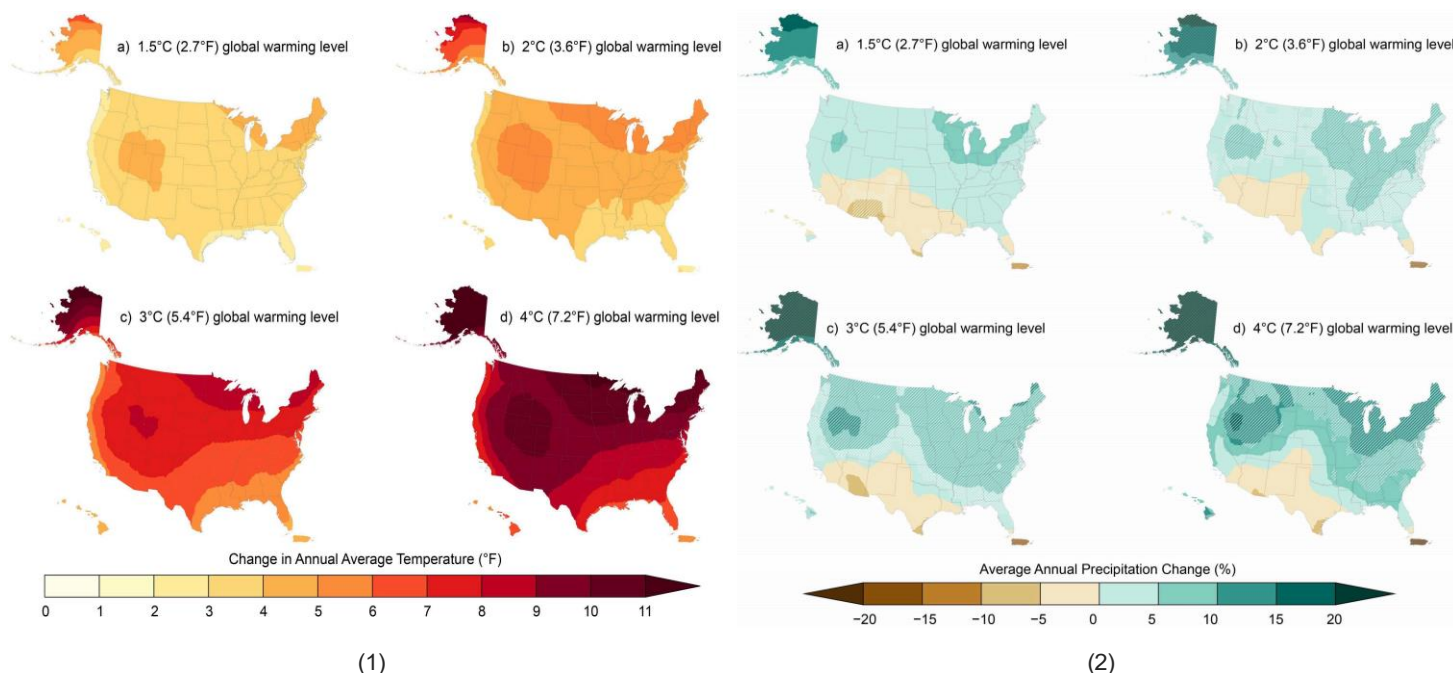 a) 1.5°C (2.7°F) global warming level
b) 2°C (3.6°F) global warming level
c) 3°C (5.4°F) global warming level
d) 4°C (7.2°F) global warming level
Change in Annual Average Temperature (°F)
0 1 2 3 4 5 6 7 8 9 10 11
(1)
a) 1.5°C (2.7°F) global warming level
b) 2°C (3.6°F) global warming level
c) 3°C (5.4°F) global warming level
d) 4°C (7.2°F) global warming level
Average Annual Precipitation Change (%)
−20 −15 −10 −5 0 5 10 15 20
(2)